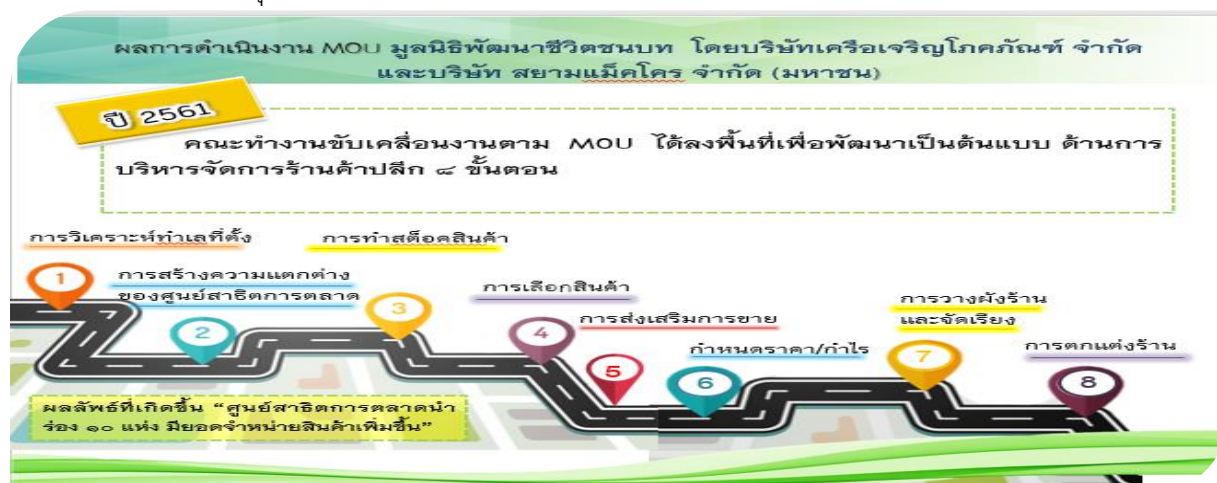 ผลการดำเนินงาน MOU มูลนิธิพัฒนาชีวิตชนบท โดยบริษัทเครือเจริญโภคภัณฑ์ จำกัด
และบริษัท สยามแม็คโคร จำกัด (มหาชน)
ปี 2561
คณะทำงานขับเคลื่อนงานตาม MOU ได้ลงพื้นที่เพื่อพัฒนาเป็นต้นแบบ ด้านการ
บริหารจัดการร้านค้าปลีก ๘ ขั้นตอน
1
การวิเคราะห์ทำเลที่ตั้ง
2
การสร้างความแตกต่าง
ของศูนย์สาธิตการตลาด
3
การทำสต็อคสินค้า
4
การเลือกสินค้า
5
การส่งเสริมการขาย
6
กำหนดราคา/กำไร
7
การวางผังร้าน
และจัดเรียง
8
การตกแต่งร้าน
ผลลัพธ์ที่เกิดขึ้น “ศูนย์สาธิตการตลาดนำ
ร่อง ๑๐ แห่ง มียอดจำหน่ายสินค้าเพิ่มขึ้น”